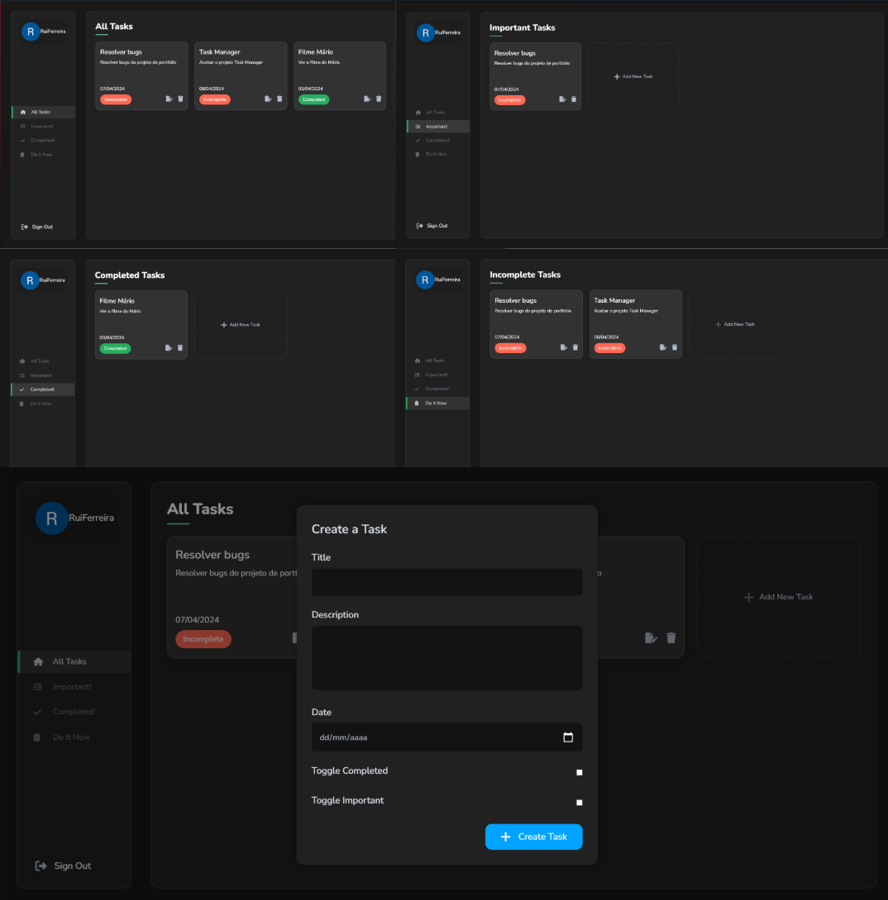 R RuiFerreira
All Tasks
Important!
Completed!
Do It Now
Sign Out
All Tasks
Resolver bugs
Resolver bugs do projeto de portfolio
07/04/2024
Incomplete
Task Manager
Acabar o projeto Task Manager
08/04/2024
Incomplete
Filme Mário
Ver o filme do Mário
03/04/2024
Completed
R RuiFerreira
All Tasks
Important!
Completed!
Do It Now
Sign Out
Important Tasks
Resolver bugs
Resolver bugs do projeto de portfolio
07/04/2024
Incomplete
Add New Task
R RuiFerreira
All Tasks
Important!
Completed!
Do It Now
Completed Tasks
Filme Mário
Ver o filme do Mário
03/04/2024
Completed
Add New Task
R RuiFerreira
All Tasks
Important!
Completed!
Do It Now
Incomplete Tasks
Resolver bugs
Resolver bugs do projeto de portfolio
07/04/2024
Incomplete
Task Manager
Acabar o projeto Task Manager
08/04/2024
Incomplete
Add New Task
R RuiFerreira
All Tasks
Important!
Completed!
Do It Now
Sign Out
All Tasks
Resolver bugs
Resolver bugs do projeto de portf
07/04/2024
Incomplete
o
Add New Task
Create a Task
Title
Description
Date
dd/mm/aaaa
Toggle Completed
Toggle Important
Create Task